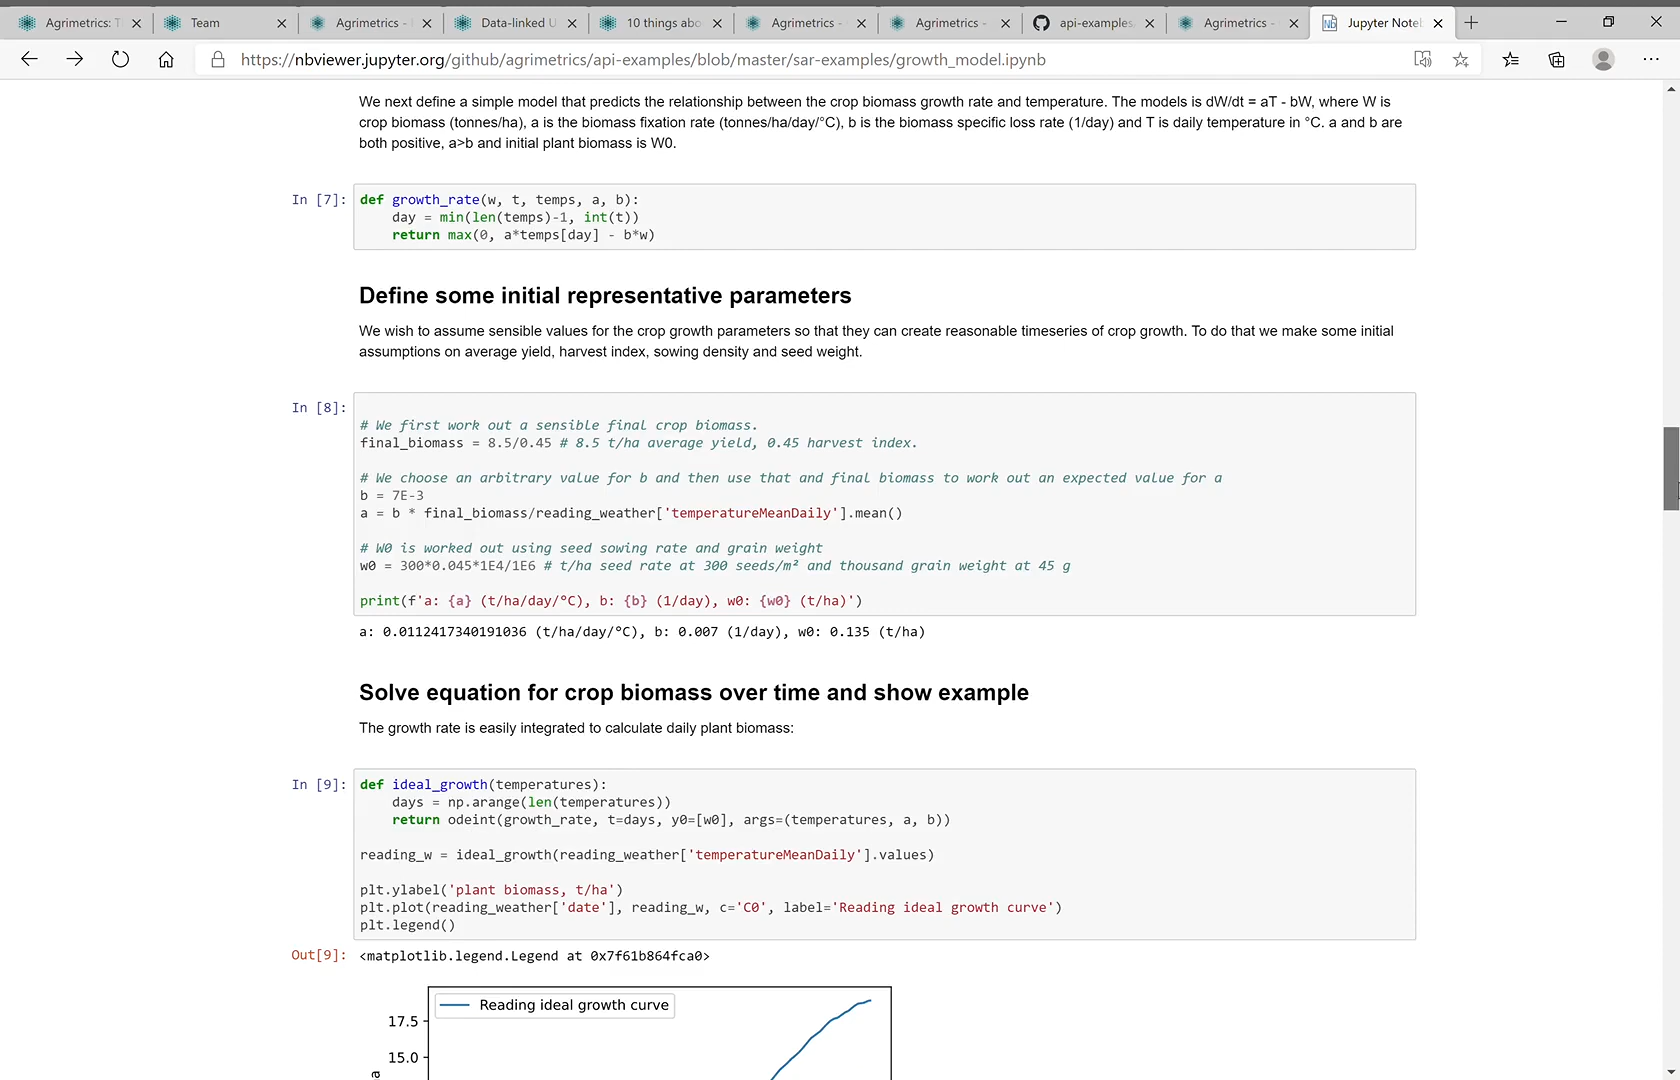 Agrimetrics: T
Team
Agrimetrics -
Data-linked U
10 things abo
Agrimetrics -
Agrimetrics -
api-examples
Agrimetrics -
Jupyter Note
https://nbviewer.jupyter.org/github/agrimetrics/api-examples/blob/master/sar-examples/growth_model.ipynb
We next define a simple model that predicts the relationship between the crop biomass growth rate and temperature. The models is dW/dt = aT - bW, where W is
crop biomass (tonnes/ha), a is the biomass fixation rate (tonnes/ha/day/°C), b is the biomass specific loss rate (1/day) and T is daily temperature in °C. a and b are
both positive, a>b and initial plant biomass is W0.
In [7]:
def growth_rate(w, t, temps, a, b):
    day = min(len(temps)-1, int(t))
    return max(0, a*temps[day] - b*w)
Define some initial representative parameters
We wish to assume sensible values for the crop growth parameters so that they can create reasonable timeseries of crop growth. To do that we make some initial
assumptions on average yield, harvest index, sowing density and seed weight.
In [8]:
# We first work out a sensible final crop biomass.
final_biomass = 8.5/0.45 # 8.5 t/ha average yield, 0.45 harvest index.
# We choose an arbitrary value for b and then use that and final biomass to work out an expected value for a
b = 7E-3
a = b * final_biomass/reading_weather['temperatureMeanDaily'].mean()
# W0 is worked out using seed sowing rate and grain weight
w0 = 300*0.045*1E4/1E6 # t/ha seed rate at 300 seeds/m² and thousand grain weight at 45 g
print(f'a: {a} (t/ha/day/°C), b: {b} (1/day), w0: {w0} (t/ha)')
a: 0.0112417340191036 (t/ha/day/°C), b: 0.007 (1/day), w0: 0.135 (t/ha)
Solve equation for crop biomass over time and show example
The growth rate is easily integrated to calculate daily plant biomass:
In [9]:
def ideal_growth(temperatures):
    days = np.arange(len(temperatures))
    return odeint(growth_rate, t=days, y0=[w0], args=(temperatures, a, b))
reading_w = ideal_growth(reading_weather['temperatureMeanDaily'].values)
plt.ylabel('plant biomass, t/ha')
plt.plot(reading_weather['date'], reading_w, c='C0', label='Reading ideal growth curve')
plt.legend()
Out[9]:
<matplotlib.legend.Legend at 0x7f61b864fca0>
Reading ideal growth curve
17.5
15.0
a